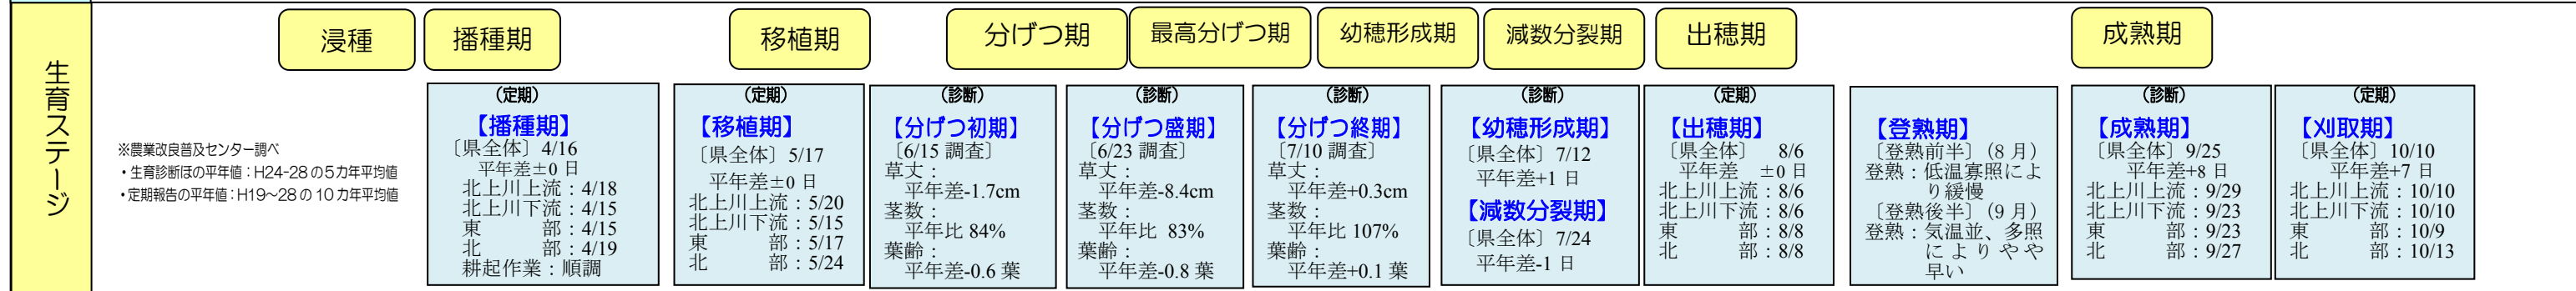 生育ステージ
浸種
播種期
移植期
分げつ期
最高分げつ期
幼穂形成期
減数分裂期
出穂期
成熟期
※農業改良普及センター調べ
・生育診断ほの平年値：H24-28の5カ年平均値
・定期報告の平年値：H19～28の10カ年平均値
(定期)
【播種期】
〔県全体〕4/16
平年差±0日
北上川上流：4/18
北上川下流：4/15
東　　　部：4/15
北　　　部：4/19
耕起作業：順調
(定期)
【移植期】
〔県全体〕5/17
平年差±0日
北上川上流：5/20
北上川下流：5/15
東　　　部：5/17
北　　　部：5/24
(診断)
【分げつ初期】
〔6/15 調査〕
草丈：
平年差-1.7cm
茎数：
平年比 84%
葉齢：
平年差-0.6 葉
(診断)
【分げつ盛期】
〔6/23 調査〕
草丈：
平年差-8.4cm
茎数：
平年比 83%
葉齢：
平年差-0.8 葉
(診断)
【分げつ終期】
〔7/10 調査〕
草丈：
平年差+0.3cm
茎数：
平年比 107%
葉齢：
平年差+0.1 葉
(診断)
【幼穂形成期】
〔県全体〕7/12
平年差+1 日
【減数分裂期】
〔県全体〕7/24
平年差-1 日
(定期)
【出穂期】
〔県全体〕　8/6
平年差　±0 日
北上川上流：8/6
北上川下流：8/6
東　　　部：8/8
北　　　部：8/8
【登熟期】
〔登熟前半〕(8 月)
登熟：低温寡照によ
り緩慢
〔登熟後半〕(9 月)
登熟：気温並、多照
によりやや
早い
(診断)
【成熟期】
〔県全体〕9/25
平年差+8 日
北上川上流：9/29
北上川下流：9/23
東　　　部：9/23
北　　　部：9/27
(定期)
【刈取期】
〔県全体〕10/10
平年差+7 日
北上川上流：10/10
北上川下流：10/10
東　　　部：10/9
北　　　部：10/13